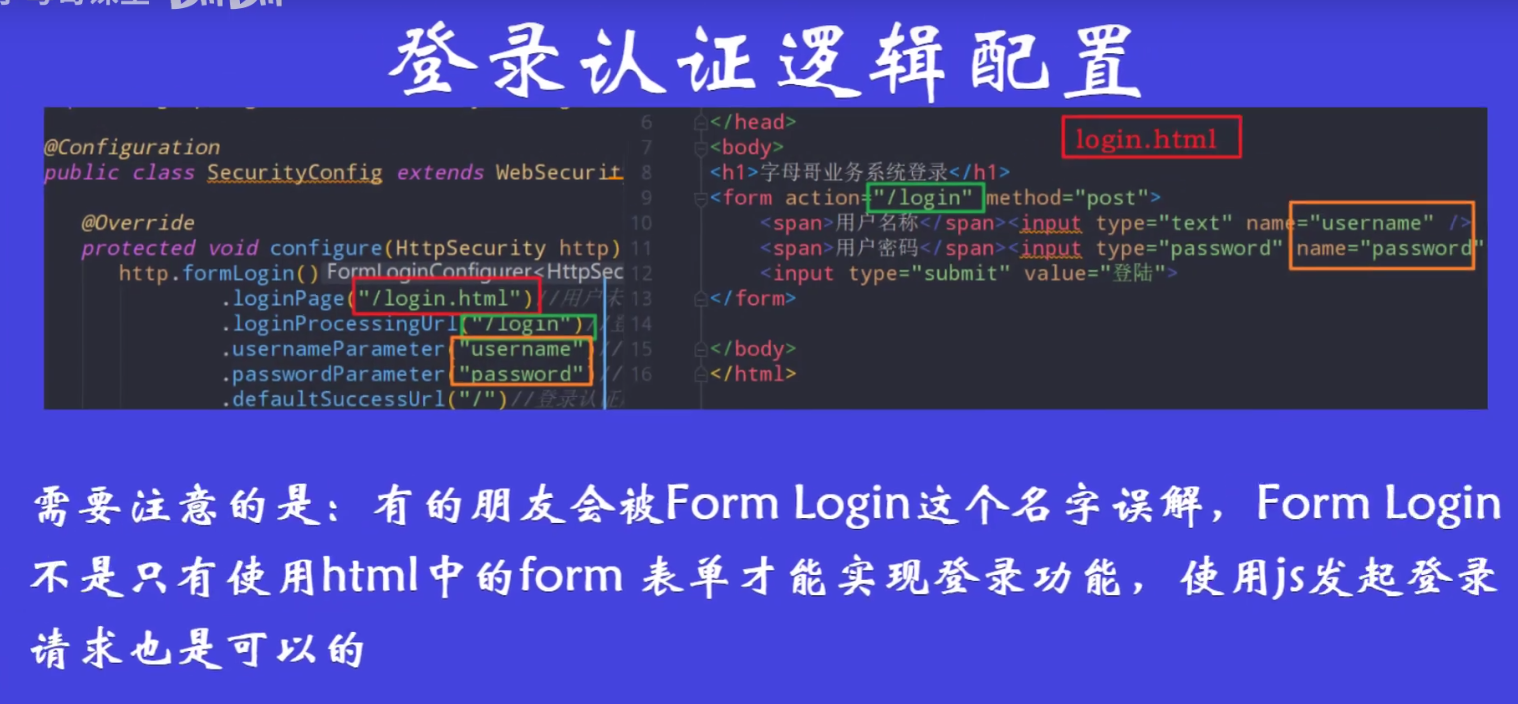 登录认证逻辑配置
@Configuration
public class SecurityConfig extends WebSecurit
@Override
protected void configure(HttpSecurity http)
http.formLogin() FormLoginConfigurer<HttpSec
.loginPage("/login.html")//用户未
.loginProcessingUrl("/login")//登
.usernameParameter("username")//
.passwordParameter("password")//
.defaultSuccessUrl("/")//登录认证
login.html
6 </head>
7 <body>
8 <h1>字母哥业务系统登录</h1>
9 <form action="/login" method="post">
10 <span>用户名称</span><input type="text" name="username" />
11 <span>用户密码</span><input type="password" name="password"
12 <input type="submit" value="登陆">
13 </form>
14
15 </body>
16 </html>
需要注意的是：有的朋友会被Form Login这个名字误解，Form Login
不是只有使用html中的form 表单才能实现登录功能，使用js发起登录
请求也是可以的